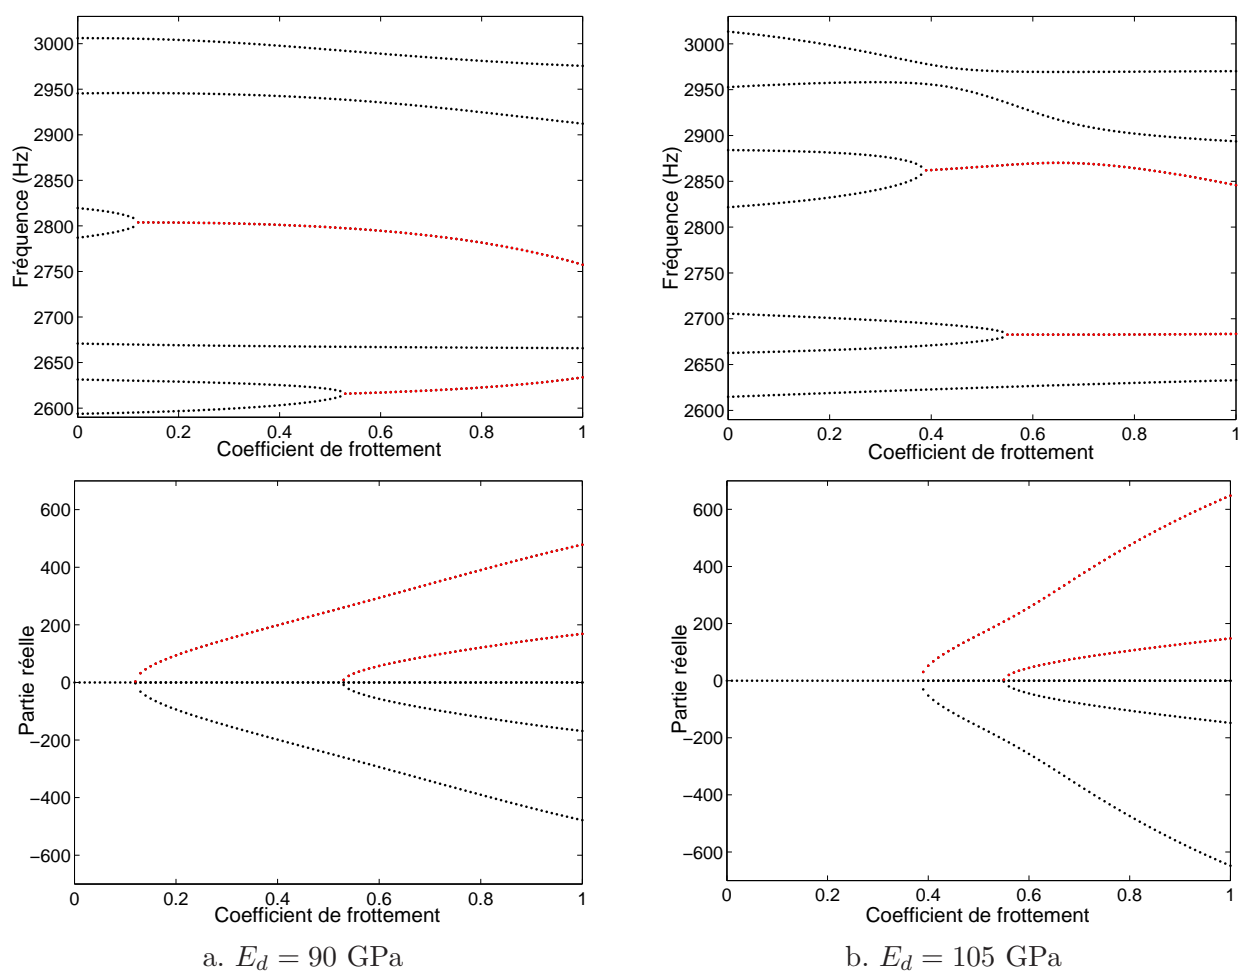 3000
2950
2900
2850
2800
2750
2700
2650
2600
Fréquence (Hz)
0 0.2 0.4 0.6 0.8 1
Coefficient de frottement
3000
2950
2900
2850
2800
2750
2700
2650
2600
Fréquence (Hz)
0 0.2 0.4 0.6 0.8 1
Coefficient de frottement
600
400
200
0
−200
−400
−600
Partie réelle
0 0.2 0.4 0.6 0.8 1
Coefficient de frottement
600
400
200
0
−200
−400
−600
Partie réelle
0 0.2 0.4 0.6 0.8 1
Coefficient de frottement
a. E_d = 90 GPa
b. E_d = 105 GPa